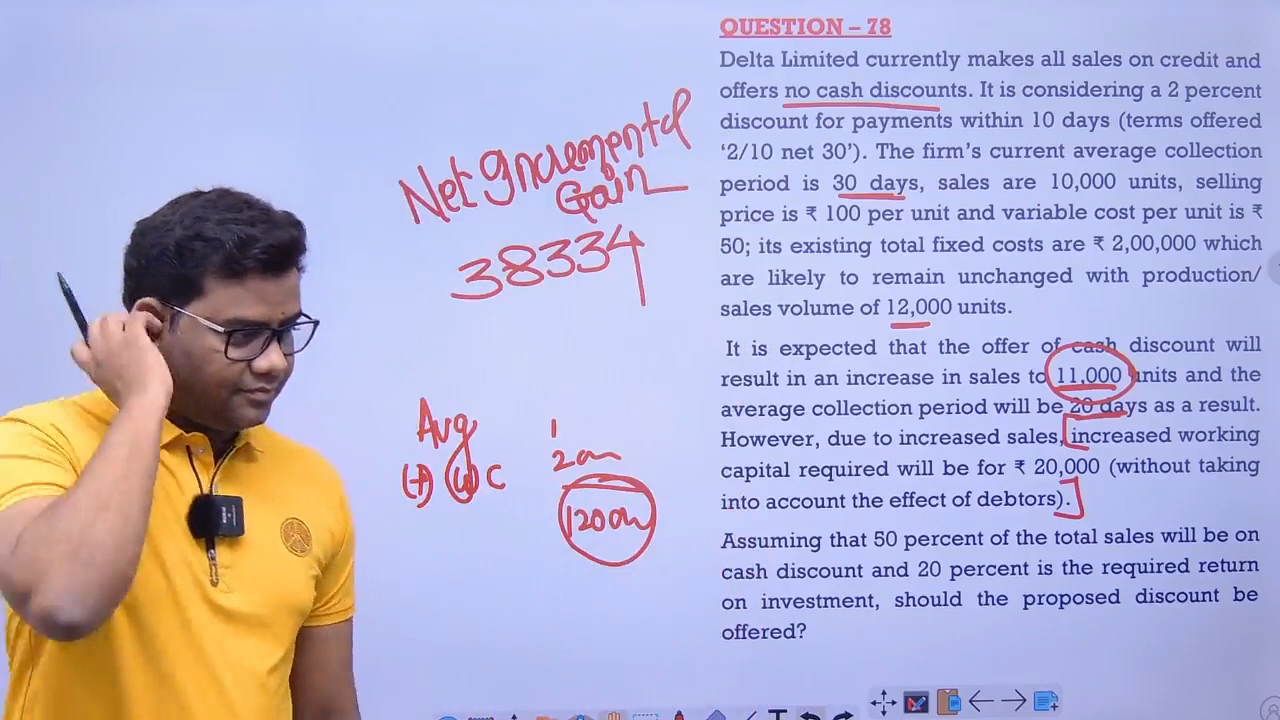 QUESTION – 78
Delta Limited currently makes all sales on credit and
offers no cash discounts. It is considering a 2 percent
discount for payments within 10 days (terms offered
‘2/10 net 30’). The firm’s current average collection
period is 30 days, sales are 10,000 units, selling
price is ₹ 100 per unit and variable cost per unit is ₹
50; its existing total fixed costs are ₹ 2,00,000 which
are likely to remain unchanged with production/
sales volume of 12,000 units.
It is expected that the offer of cash discount will
result in an increase in sales to 11,000 units and the
average collection period will be 20 days as a result.
However, due to increased sales, increased working
capital required will be for ₹ 20,000 (without taking
into account the effect of debtors).
Assuming that 50 percent of the total sales will be on
cash discount and 20 percent is the required return
on investment, should the proposed discount be
offered?
Net Incremental
Gain
38334
Avg
(+) (W) C